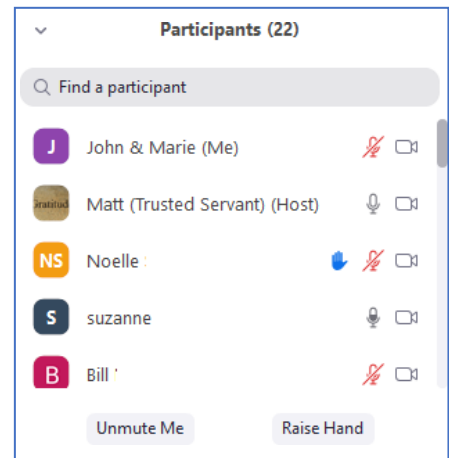 Participants (22)
Find a participant
J John & Marie (Me)
Gratitud Matt (Trusted Servant) (Host)
NS Noelle
S suzanne
B Bill
Unmute Me Raise Hand